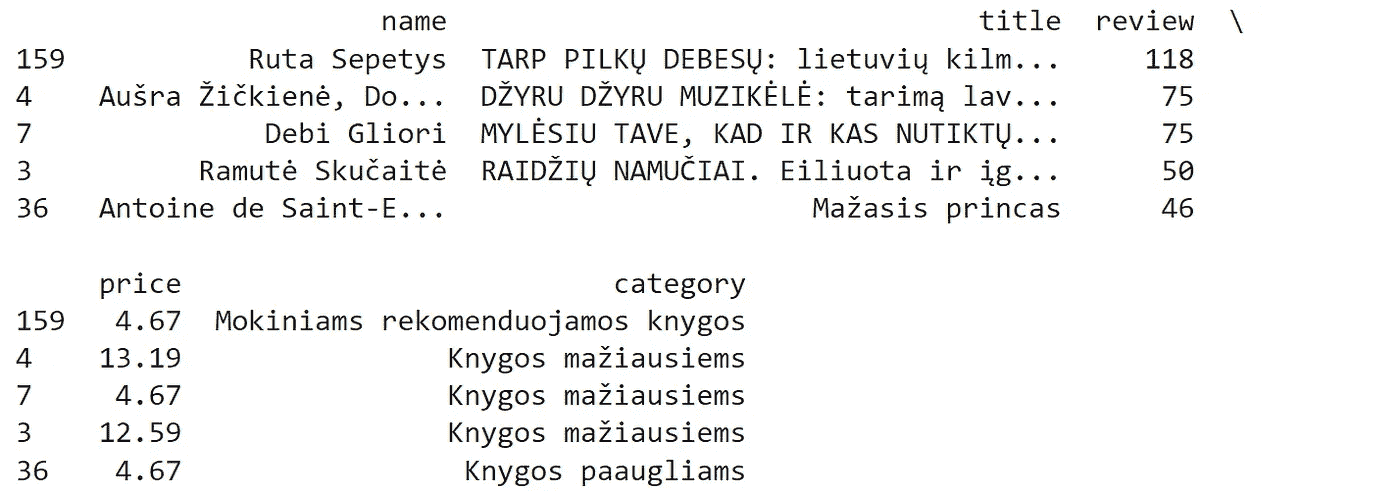 name title review \
159 Ruta Sepetys TARP PILKŲ DEBESŲ: lietuvių kilm... 118
4 Aušra Žičkienė, Do... DŽYRU DŽYRU MUZIKĖLĖ: tarimą lav... 75
7 Debi Gliori MYLĖSIU TAVE, KAD IR KAS NUTIKTŲ... 75
3 Ramutė Skučaitė RAIDŽIŲ NAMUČIAI. Eiliuota ir įg... 50
36 Antoine de Saint-E... Mažasis princas 46
price category
159 4.67 Mokiniams rekomenduojamos knygos
4 13.19 Knygos mažiausiems
7 4.67 Knygos mažiausiems
3 12.59 Knygos mažiausiems
36 4.67 Knygos paaugliams